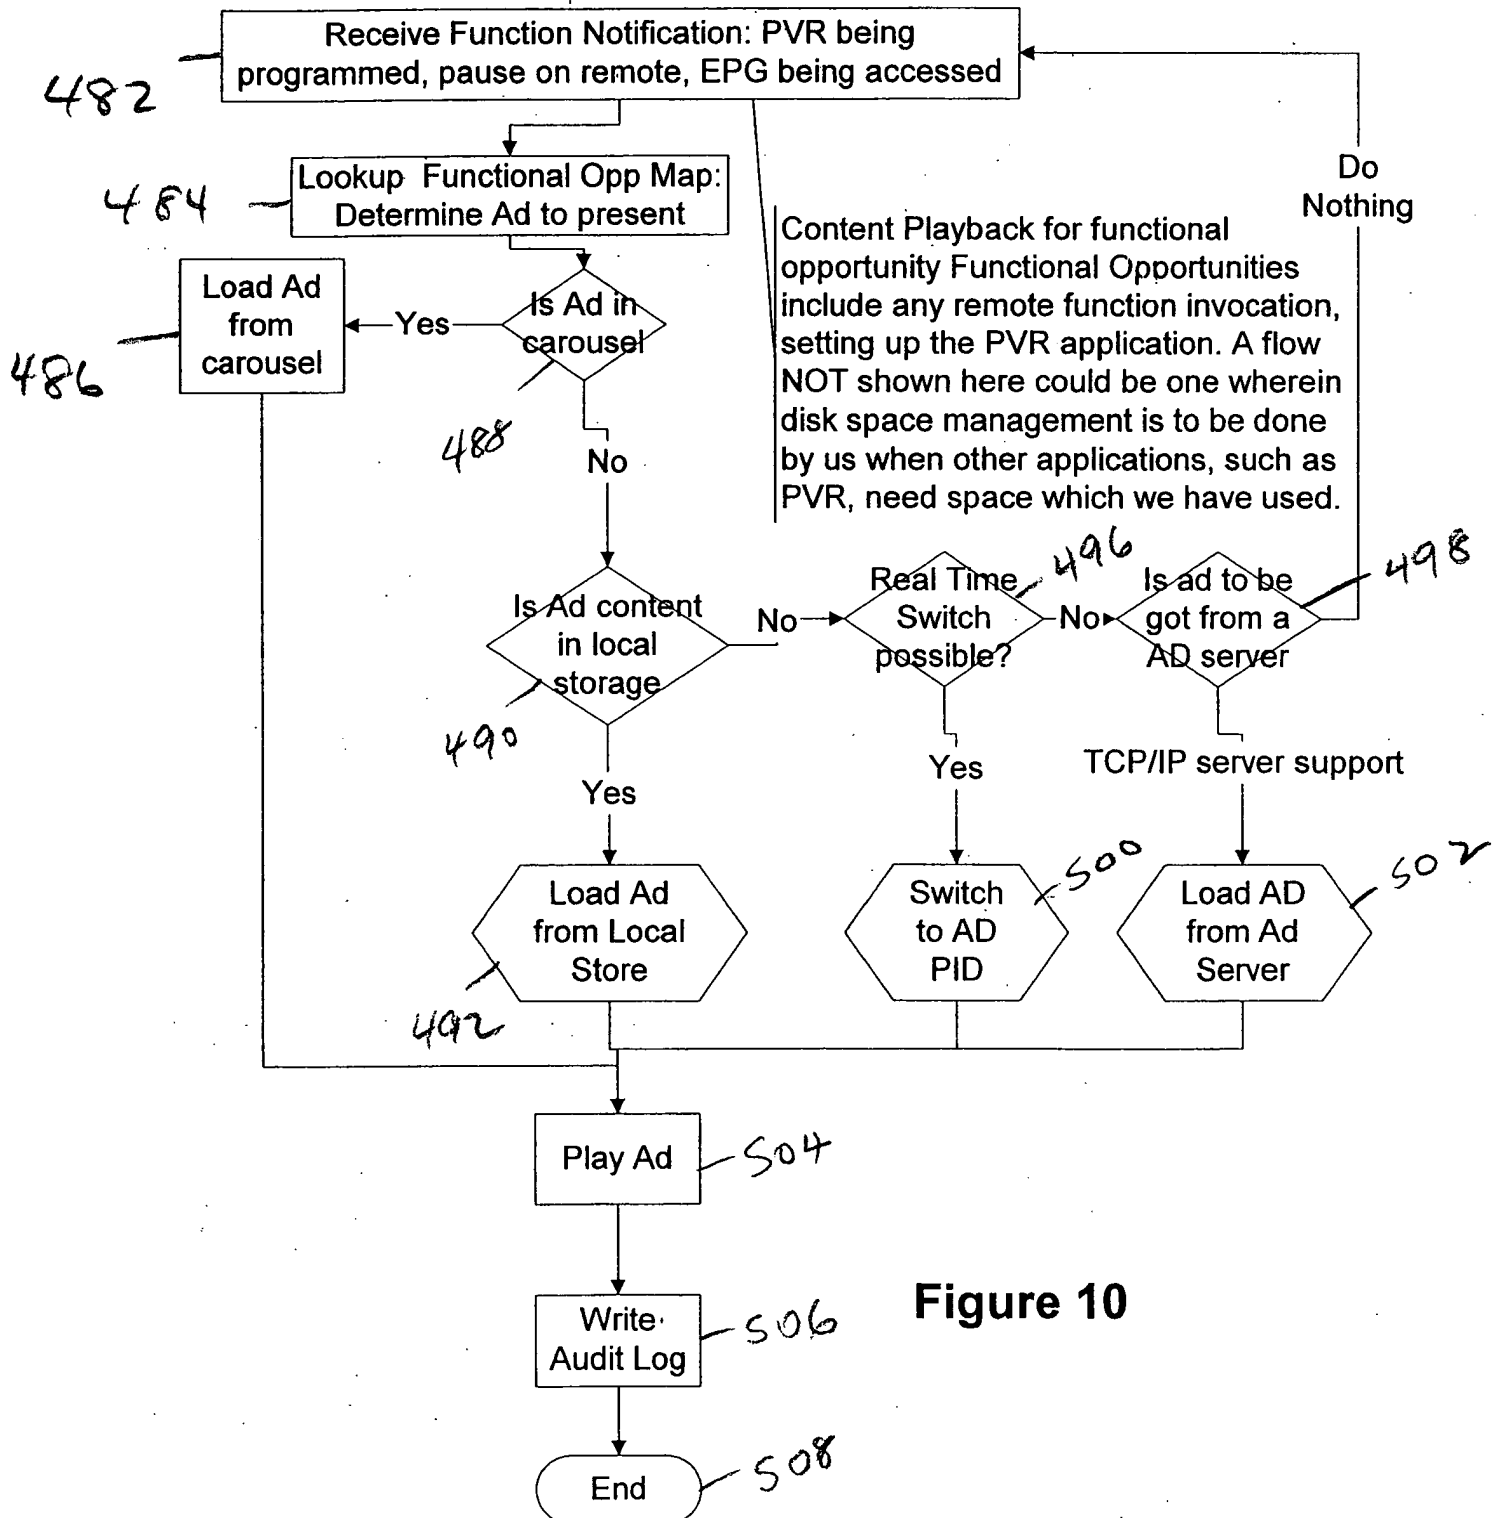 Receive Function Notification: PVR being
programmed, pause on remote, EPG being accessed
482
Lookup Functional Opp Map:
Determine Ad to present
484
Do
Nothing
Content Playback for functional
opportunity Functional Opportunities
include any remote function invocation,
setting up the PVR application. A flow
NOT shown here could be one wherein
disk space management is to be done
by us when other applications, such as
PVR, need space which we have used.
Load Ad
from
carousel
486
Yes
Is Ad in
carousel
488
No
Is Ad content
in local
storage
490
No
Real Time
Switch
possible?
496
No
Is ad to be
got from a
AD server
498
Yes
Yes
TCP/IP server support
Load Ad
from Local
Store
492
Switch
to AD
PID
500
Load AD
from Ad
Server
502
Play Ad
504
Write
Audit Log
506
Figure 10
End
508